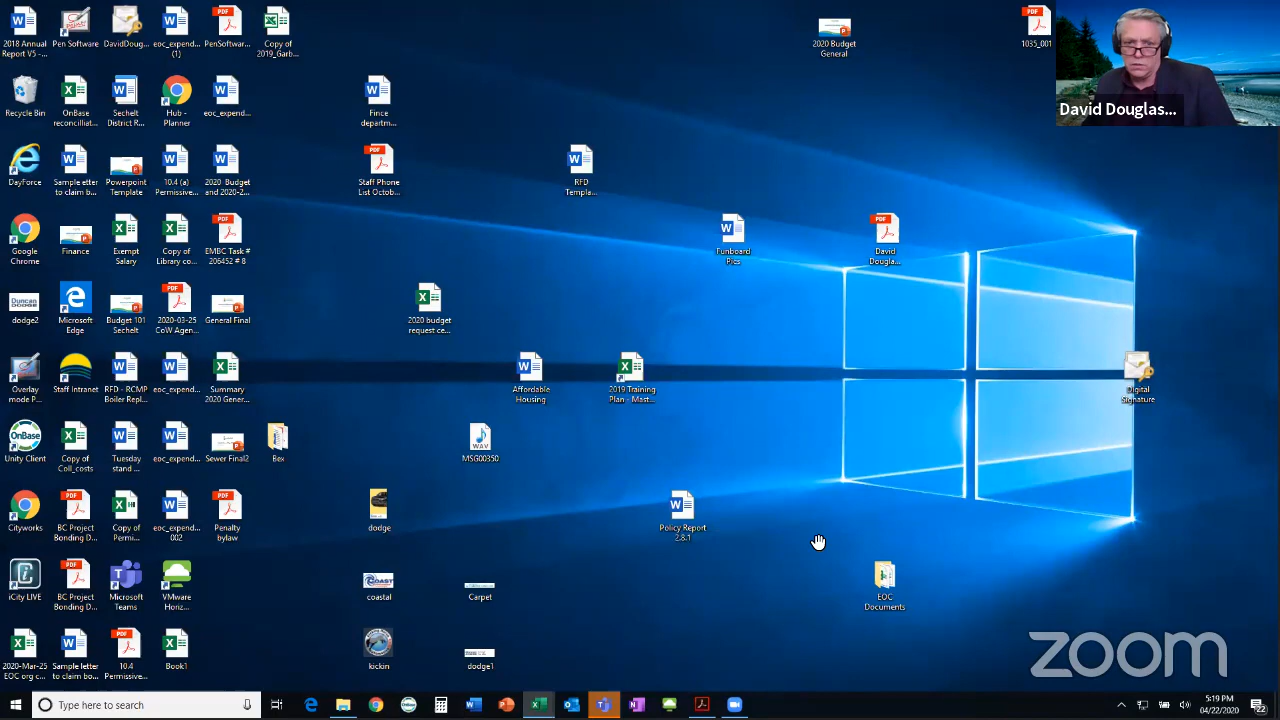 2018 Annual
Report V5 -...
Pen Software
DavidDoug...
eoc_expend...
(1)
PenSoftwar...
Copy of
2019_Garb...
2020 Budget
General
1035_001
David Douglas...
Recycle Bin
OnBase
reconciliat...
Sechelt
District R...
Hub -
Planner
eoc_expend...
Fince
departm...
DayForce
Sample letter
to claim b...
Powerpoint
Template
10.4 (a)
Permissive...
2020 Budget
and 2020-2...
Staff Phone
List Octob...
RFD
Templa...
Google
Chrome
Finance
Exempt
Salary
Copy of
Library co...
EMBC Task #
206452 # 8
Funboard
Pics
David
Dougla...
Duncan
DODGE
dodge2
Microsoft
Edge
Budget 101
Sechelt
2020-03-25
CoW Agen...
General Final
2020 budget
request ce...
Overlay
mode P...
Staff Intranet
RFD - RCMP
Boiler Repl...
eoc_expend...
Summary
2020 Gener...
Affordable
Housing
2019 Training
Plan - Mast...
Digital
Signature
OnBase
Unity Client
Copy of
Coll_costs
Tuesday
stand ...
eoc_expend...
Sewer Final2
Bex
WAV
MSG00350
Cityworks
BC Project
Bonding D...
Copy of
Permi...
eoc_expend...
002
Penalty
bylaw
dodge
Policy Report
2.8.1
iCity LIVE
BC Project
Bonding D...
Microsoft
Teams
VMware
Horiz...
COAST
coastal
Carpet
EOC
Documents
2020-Mar-25
EOC org c...
Sample letter
to claim bo...
10.4
Permissive...
Book1
kickin
dodge1
zoom
Type here to search
5:19 PM
04/22/2020
22